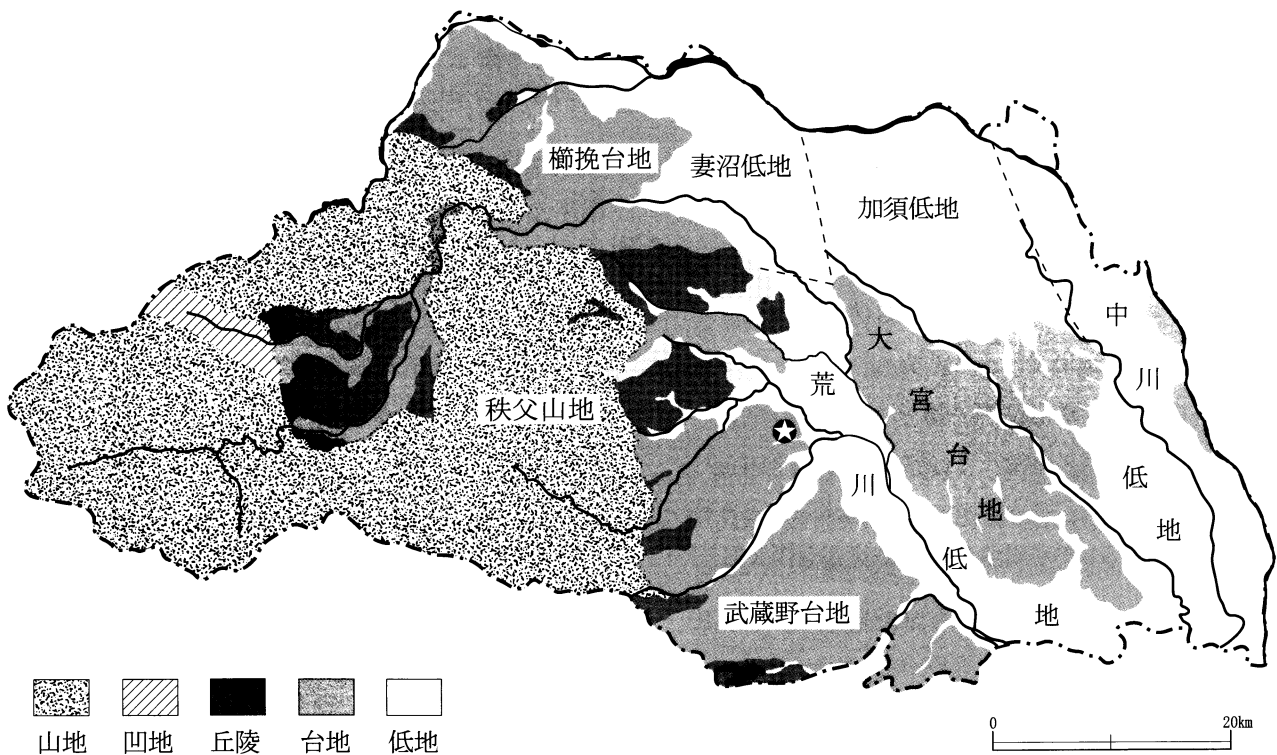 櫛挽台地
妻沼低地
加須低地
中川低地
大宮台地
荒川低地
秩父山地
武蔵野台地
山地
凹地
丘陵
台地
低地
0
20km